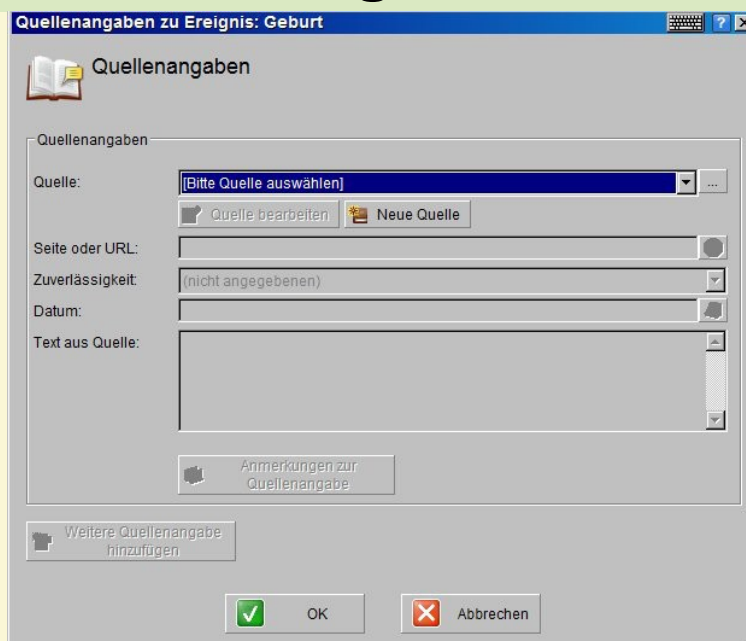 Quellenangaben zu Ereignis: Geburt
Quellenangaben
Quellenangaben
Quelle:
[Bitte Quelle auswählen]
...
Quelle bearbeiten
Neue Quelle
Seite oder URL:
Zuverlässigkeit:
(nicht angegebenen)
Datum:
Text aus Quelle:
Anmerkungen zur
Quellenangabe
Weitere Quellenangabe
hinzufügen
OK
Abbrechen